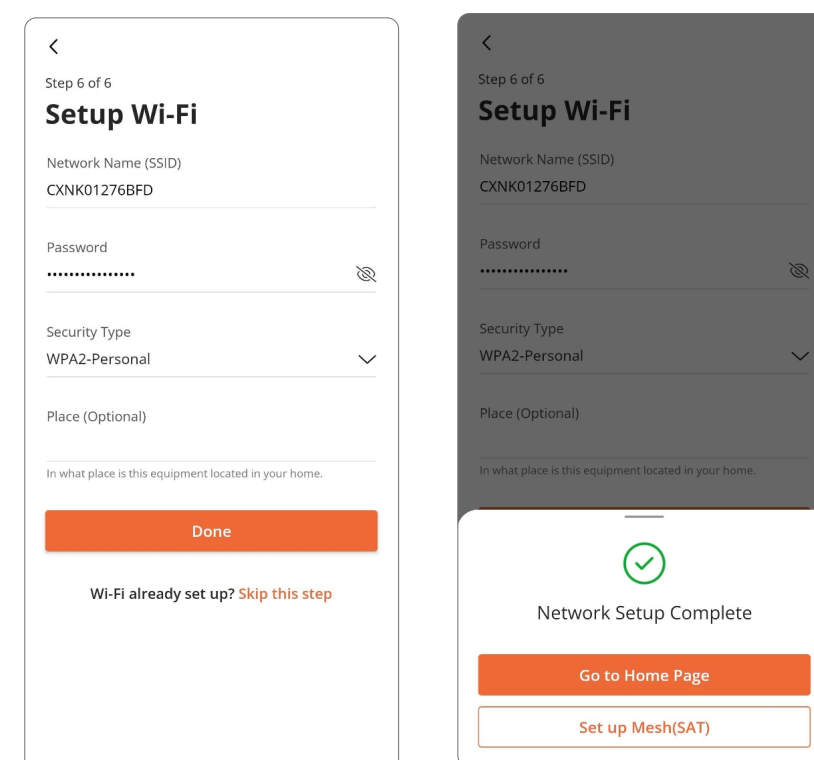 Step 6 of 6
Setup Wi-Fi
Network Name (SSID)
CXNK01276BFD
Password
••••••••••••••••
Security Type
WPA2-Personal
Place (Optional)
In what place is this equipment located in your home.
Done
Wi-Fi already set up? Skip this step
Step 6 of 6
Setup Wi-Fi
Network Name (SSID)
CXNK01276BFD
Password
••••••••••••••••
Security Type
WPA2-Personal
Place (Optional)
In what place is this equipment located in your home.
Network Setup Complete
Go to Home Page
Set up Mesh(SAT)